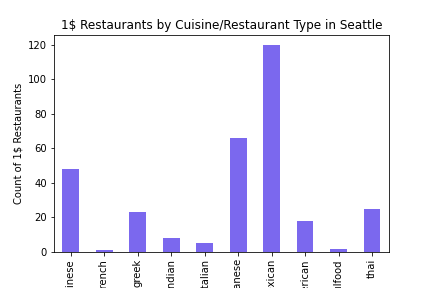 1$ Restaurants by Cuisine/Restaurant Type in Seattle
Count of 1$ Restaurants
120
100
80
60
40
20
0
inese
rench
greek
ndian
talian
anese
xican
erican
lfood
thai